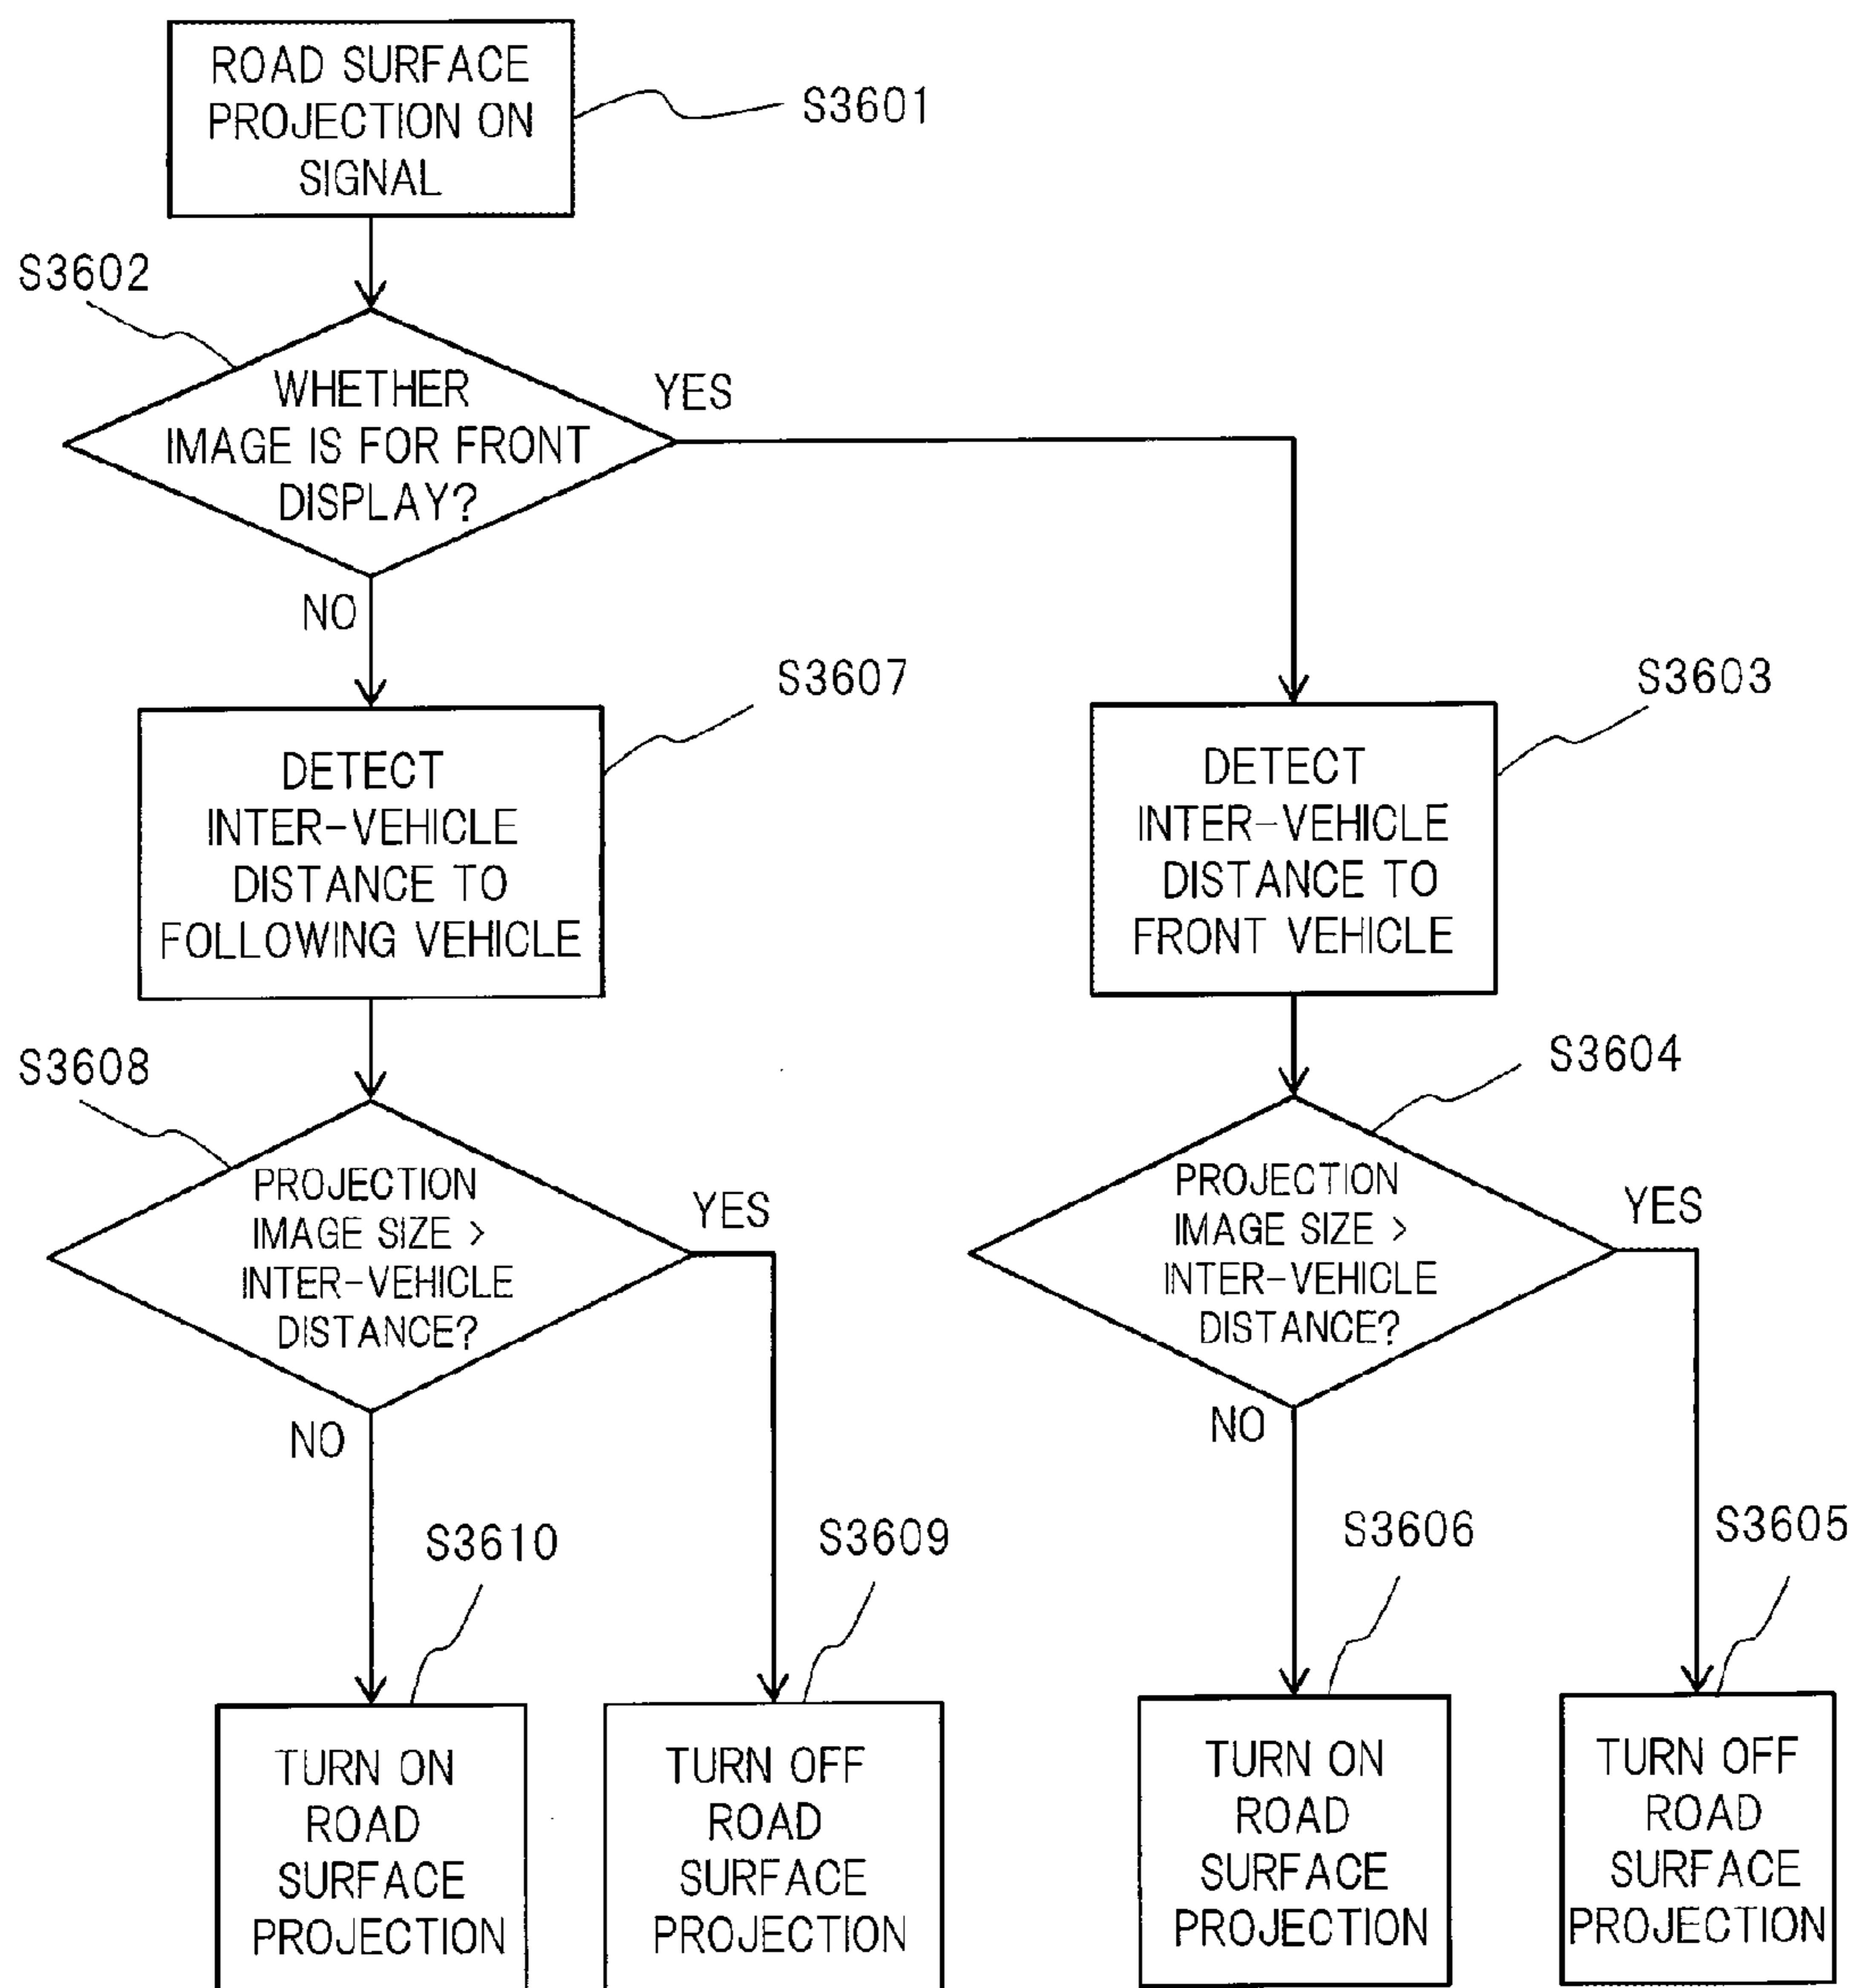 ROAD SURFACE
PROJECTION ON
SIGNAL
S3601
S3602
WHETHER
IMAGE IS FOR FRONT
DISPLAY?
YES
NO
S3607
DETECT
INTER-VEHICLE
DISTANCE TO
FOLLOWING VEHICLE
S3603
DETECT
INTER-VEHICLE
DISTANCE TO
FRONT VEHICLE
S3608
PROJECTION
IMAGE SIZE >
INTER-VEHICLE
DISTANCE?
YES
NO
S3604
PROJECTION
IMAGE SIZE >
INTER-VEHICLE
DISTANCE?
YES
NO
S3610
TURN ON
ROAD
SURFACE
PROJECTION
S3609
TURN OFF
ROAD
SURFACE
PROJECTION
S3606
TURN ON
ROAD
SURFACE
PROJECTION
S3605
TURN OFF
ROAD
SURFACE
PROJECTION